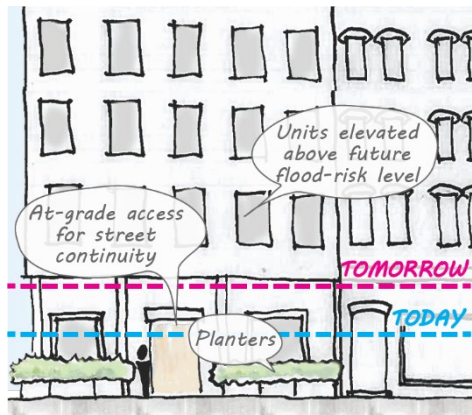 Units elevated
above future
flood-risk level
At-grade access
for street
continuity
TOMORROW
TODAY
Planters